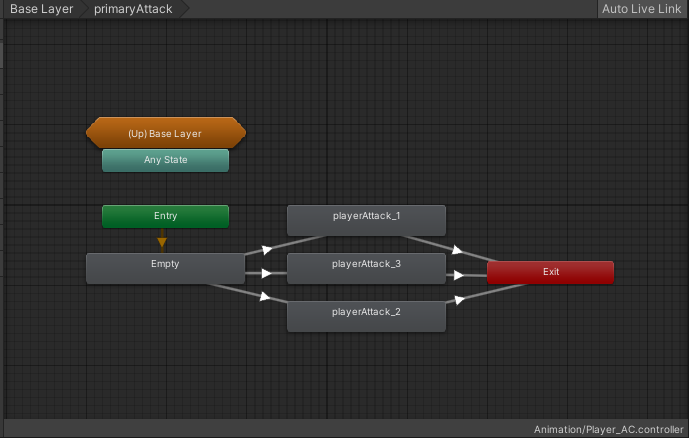 Base Layer
primaryAttack
Auto Live Link
(Up) Base Layer
Any State
Entry
playerAttack_1
Empty
playerAttack_3
Exit
playerAttack_2
Animation/Player_AC.controller